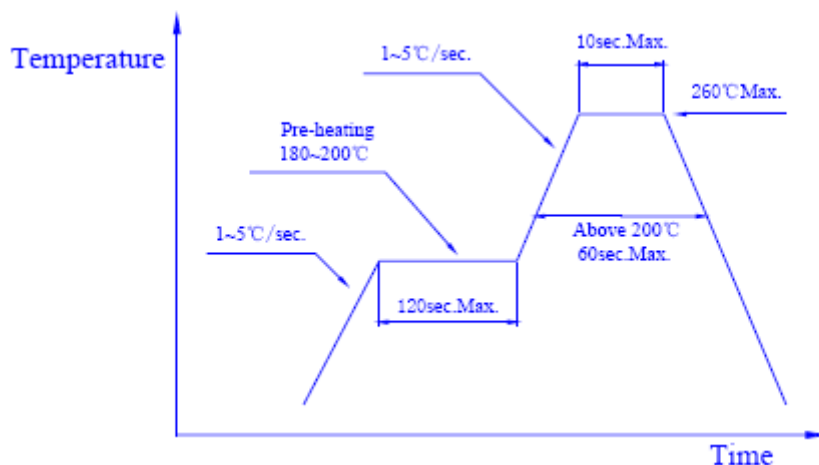 10sec.Max.
Temperature
1~5℃/sec.
260℃Max.
Pre-heating
180~200℃
Above 200℃
60sec.Max.
1~5℃/sec.
120sec.Max.
Time